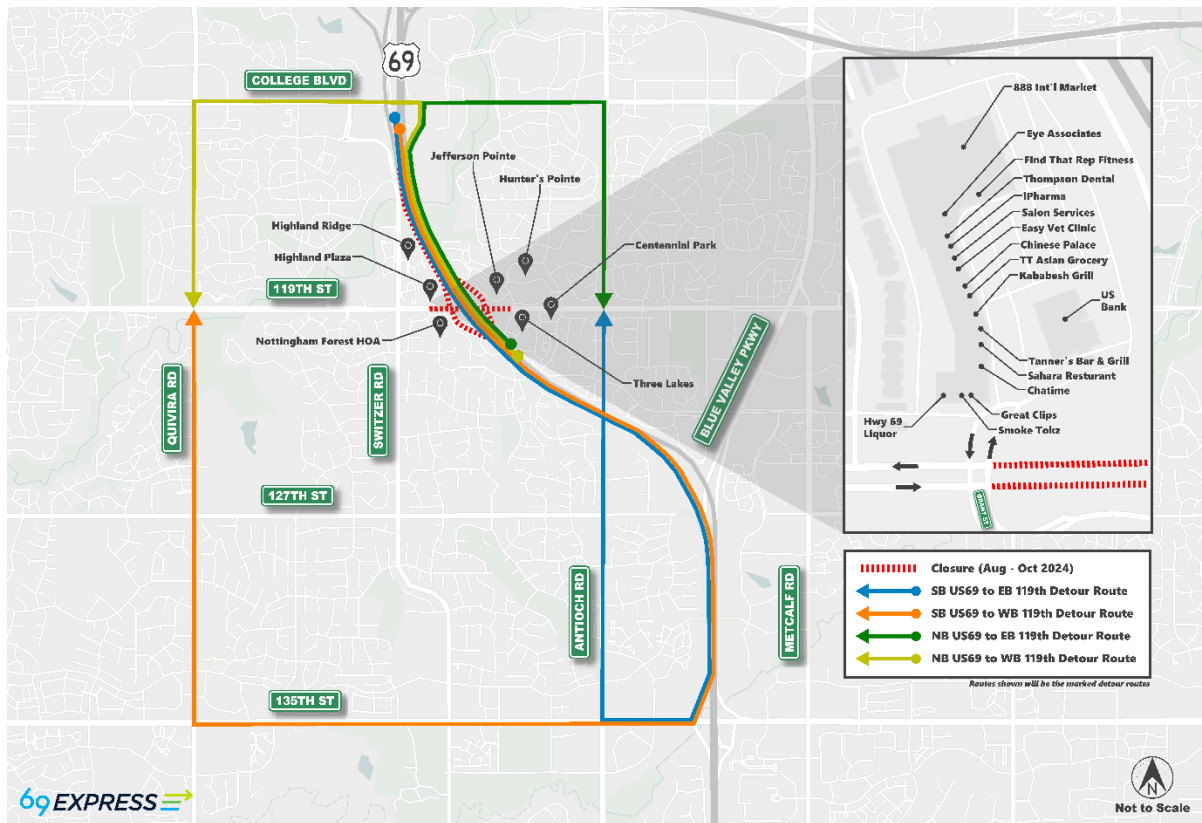 69
COLLEGE BLVD
Jefferson Pointe
Hunter's Pointe
Highland Ridge
Centennial Park
Highland Plaza
119TH ST
Nottingham Forest HOA
Three Lakes
QUIVIRA RD
SWITZER RD
BLUE VALLEY PKWY
127TH ST
ANTIOCH RD
METCALF RD
135TH ST
888 Int'l Market
Eye Associates
Find That Rep Fitness
Thompson Dental
iPharma
Salon Services
Easy Vet Clinic
Chinese Palace
TT Asian Grocery
Kababesh Grill
US
Bank
Tanner's Bar & Grill
Sahara Resturant
Chatime
Great Clips
Hwy 69
Liquor
Smoke Tokz
GRANT ST
Closure (Aug - Oct 2024)
SB US69 to EB 119th Detour Route
SB US69 to WB 119th Detour Route
NB US69 to EB 119th Detour Route
NB US69 to WB 119th Detour Route
Routes shown will be the marked detour routes
69EXPRESS
N
Not to Scale